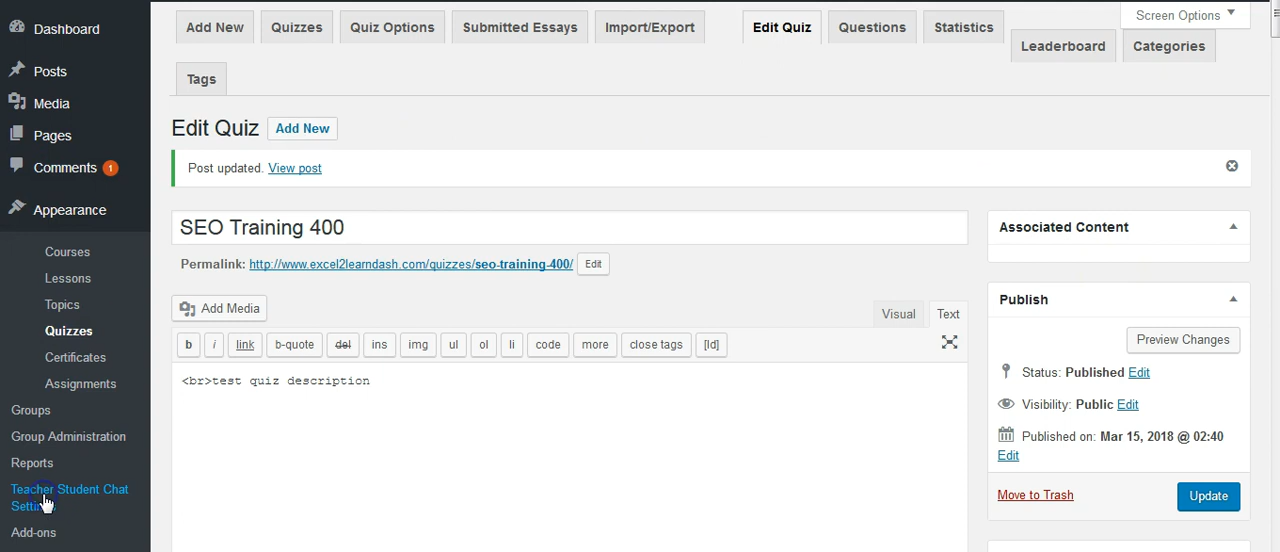 Dashboard
Posts
Media
Pages
Comments 1
Appearance
Courses
Lessons
Topics
Quizzes
Certificates
Assignments
Groups
Group Administration
Reports
Teacher Student Chat
Add-ons
Screen Options
Add New Quizzes Quiz Options Submitted Essays Import/Export Edit Quiz Questions Statistics
Leaderboard Categories
Tags
Edit Quiz Add New
Post updated. View post
SEO Training 400
Permalink: http://www.excel2learndash.com/quizzes/seo-training-400/ Edit
Add Media
Visual Text
b i link b-quote del ins img ul ol li code more close tags [ld]
<br>test quiz description
Associated Content
Publish
Preview Changes
Status: Published Edit
Visibility: Public Edit
Published on: Mar 15, 2018 @ 02:40
Edit
Move to Trash Update